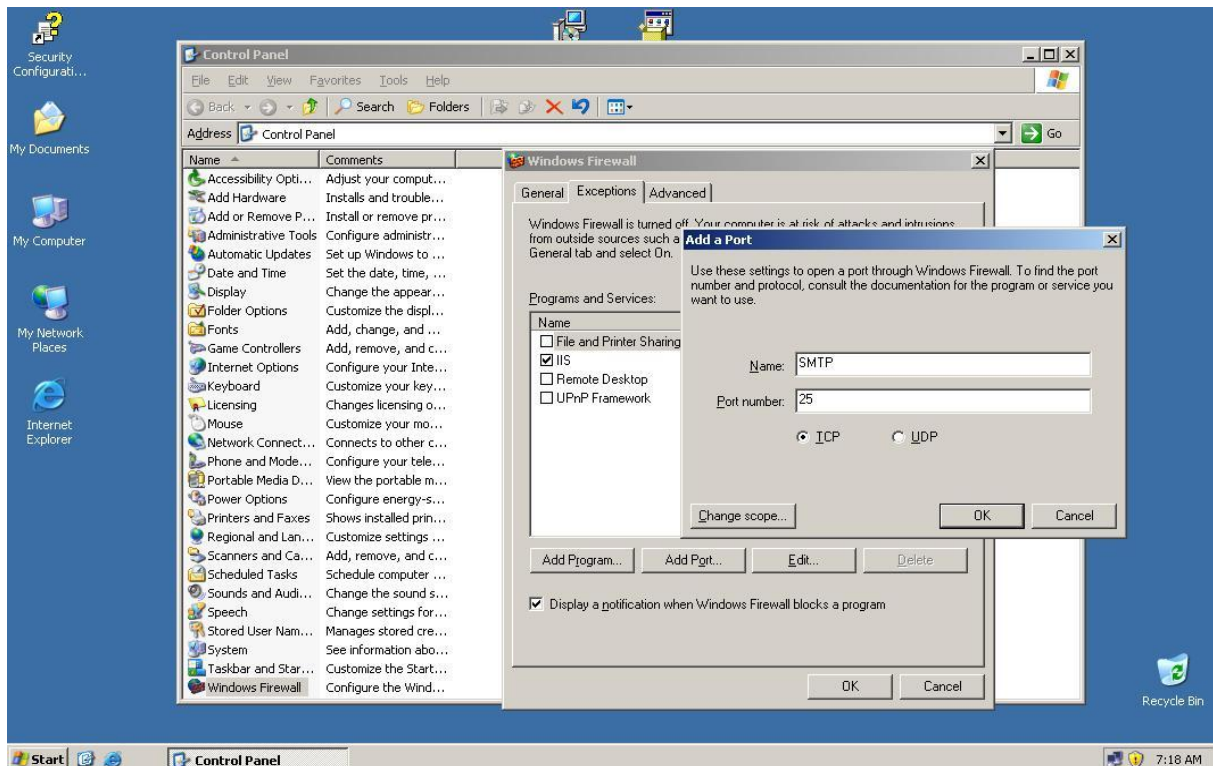 Security
Configurati...
My Documents
My Computer
My Network
Places
Internet
Explorer
Recycle Bin
Control Panel
File Edit View Favorites Tools Help
Back Search Folders
Address Control Panel Go
Name Comments
Accessibility Opti... Adjust your comput...
Add Hardware Installs and trouble...
Add or Remove P... Install or remove pr...
Administrative Tools Configure administr...
Automatic Updates Set up Windows to ...
Date and Time Set the date, time, ...
Display Change the appear...
Folder Options Customize the displ...
Fonts Add, change, and ...
Game Controllers Add, remove, and c...
Internet Options Configure your Inte...
Keyboard Customize your key...
Licensing Changes licensing o...
Mouse Customize your mo...
Network Connect... Connects to other c...
Phone and Mode... Configure your tele...
Portable Media D... View the portable m...
Power Options Configure energy-s...
Printers and Faxes Shows installed prin...
Regional and Lan... Customize settings ...
Scanners and Ca... Add, remove, and c...
Scheduled Tasks Schedule computer ...
Sounds and Audi... Change the sound s...
Speech Change settings for...
Stored User Nam... Manages stored cre...
System See information abo...
Taskbar and Star... Customize the Start...
Windows Firewall Configure the Wind...
Windows Firewall
General Exceptions Advanced
Windows Firewall is turned off. Your computer is at risk of attacks and intrusions
from outside sources such a
General tab and select On.
Programs and Services:
Name
File and Printer Sharing
IIS
Remote Desktop
UPnP Framework
Add Program... Add Port... Edit... Delete
Display a notification when Windows Firewall blocks a program
OK Cancel
Add a Port
Use these settings to open a port through Windows Firewall. To find the port
number and protocol, consult the documentation for the program or service you
want to use.
Name: SMTP
Port number: 25
TCP UDP
Change scope... OK Cancel
Start Control Panel 7:18 AM